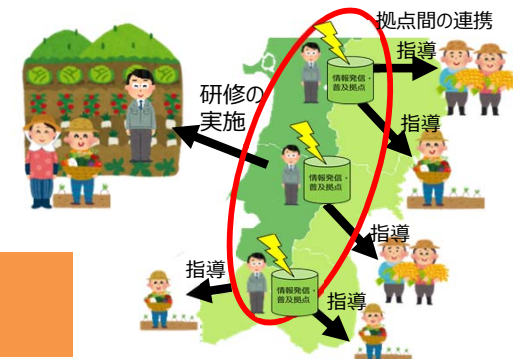 拠点間の連携
指導
情報発信・
普及拠点
研修の
実施
指導
情報発信・
普及拠点
指導
指導
情報発信・
普及拠点
指導